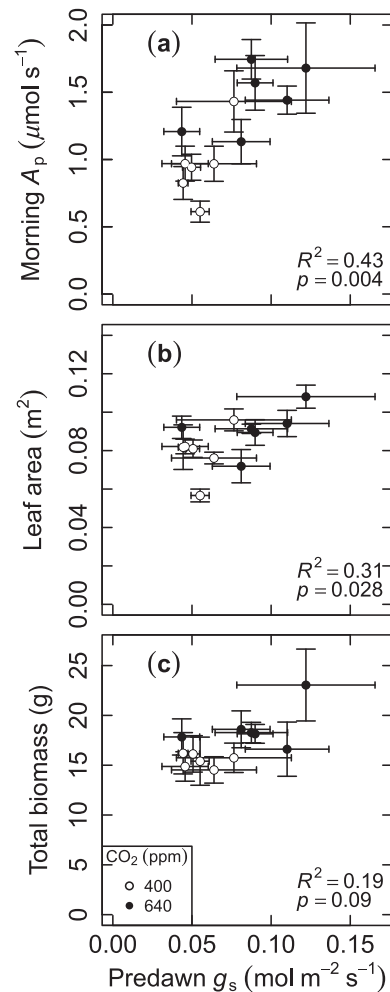 (a)
Morning Aₚ (μmol s⁻¹)
2.0
1.5
1.0
0.5
0.0
R² = 0.43
p = 0.004
(b)
Leaf area (m²)
0.12
0.08
0.04
0.00
R² = 0.31
p = 0.028
(c)
Total biomass (g)
25
20
15
10
5
0
CO₂ (ppm)
400
640
R² = 0.19
p = 0.09
0.00 0.05 0.10 0.15
Predawn gₛ (mol m⁻² s⁻¹)